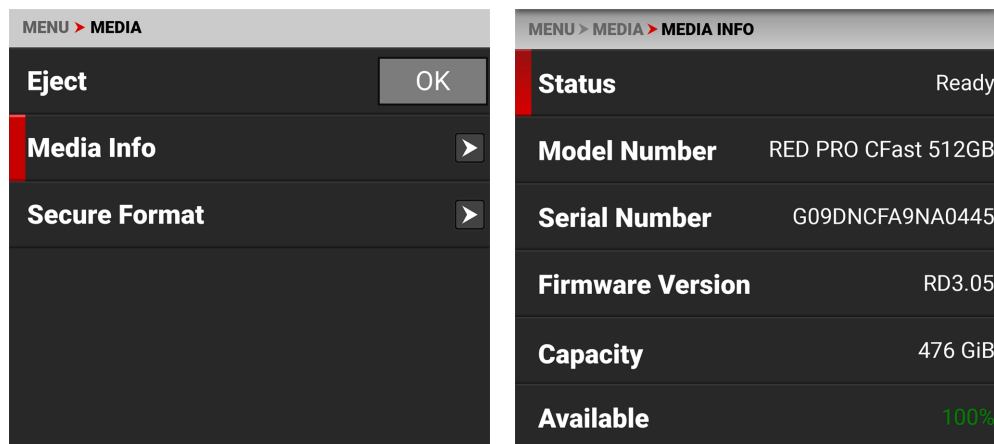 MENU ➤ MEDIA
Eject OK
Media Info
Secure Format
MENU ➤ MEDIA ➤ MEDIA INFO
Status Ready
Model Number RED PRO CFast 512GB
Serial Number G09DNCFA9NA0445
Firmware Version RD3.05
Capacity 476 GiB
Available 100%